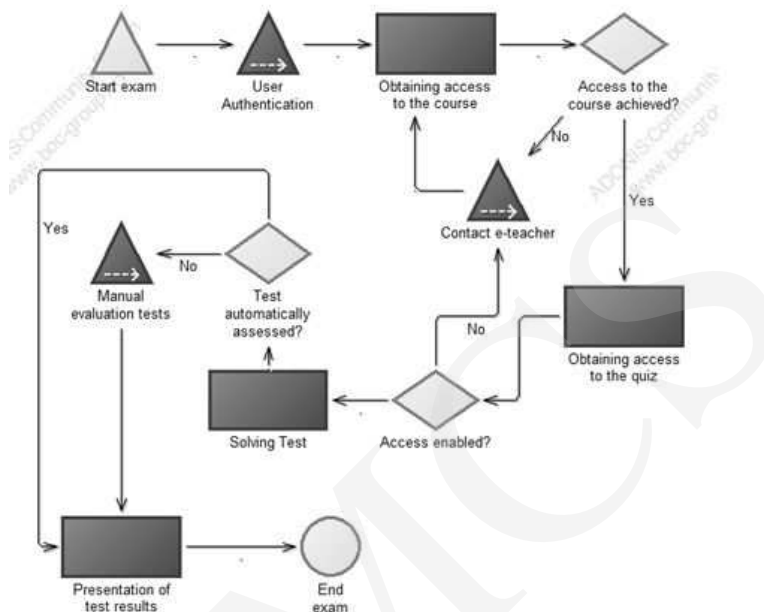 Start exam
User
Authentication
Obtaining access
to the course
Access to the
course achieved?
No
Yes
Contact e-teacher
Yes
No
Manual
evaluation tests
Test
automatically
assessed?
No
Obtaining access
to the quiz
Solving Test
Access enabled?
Presentation of
test results
End
exam